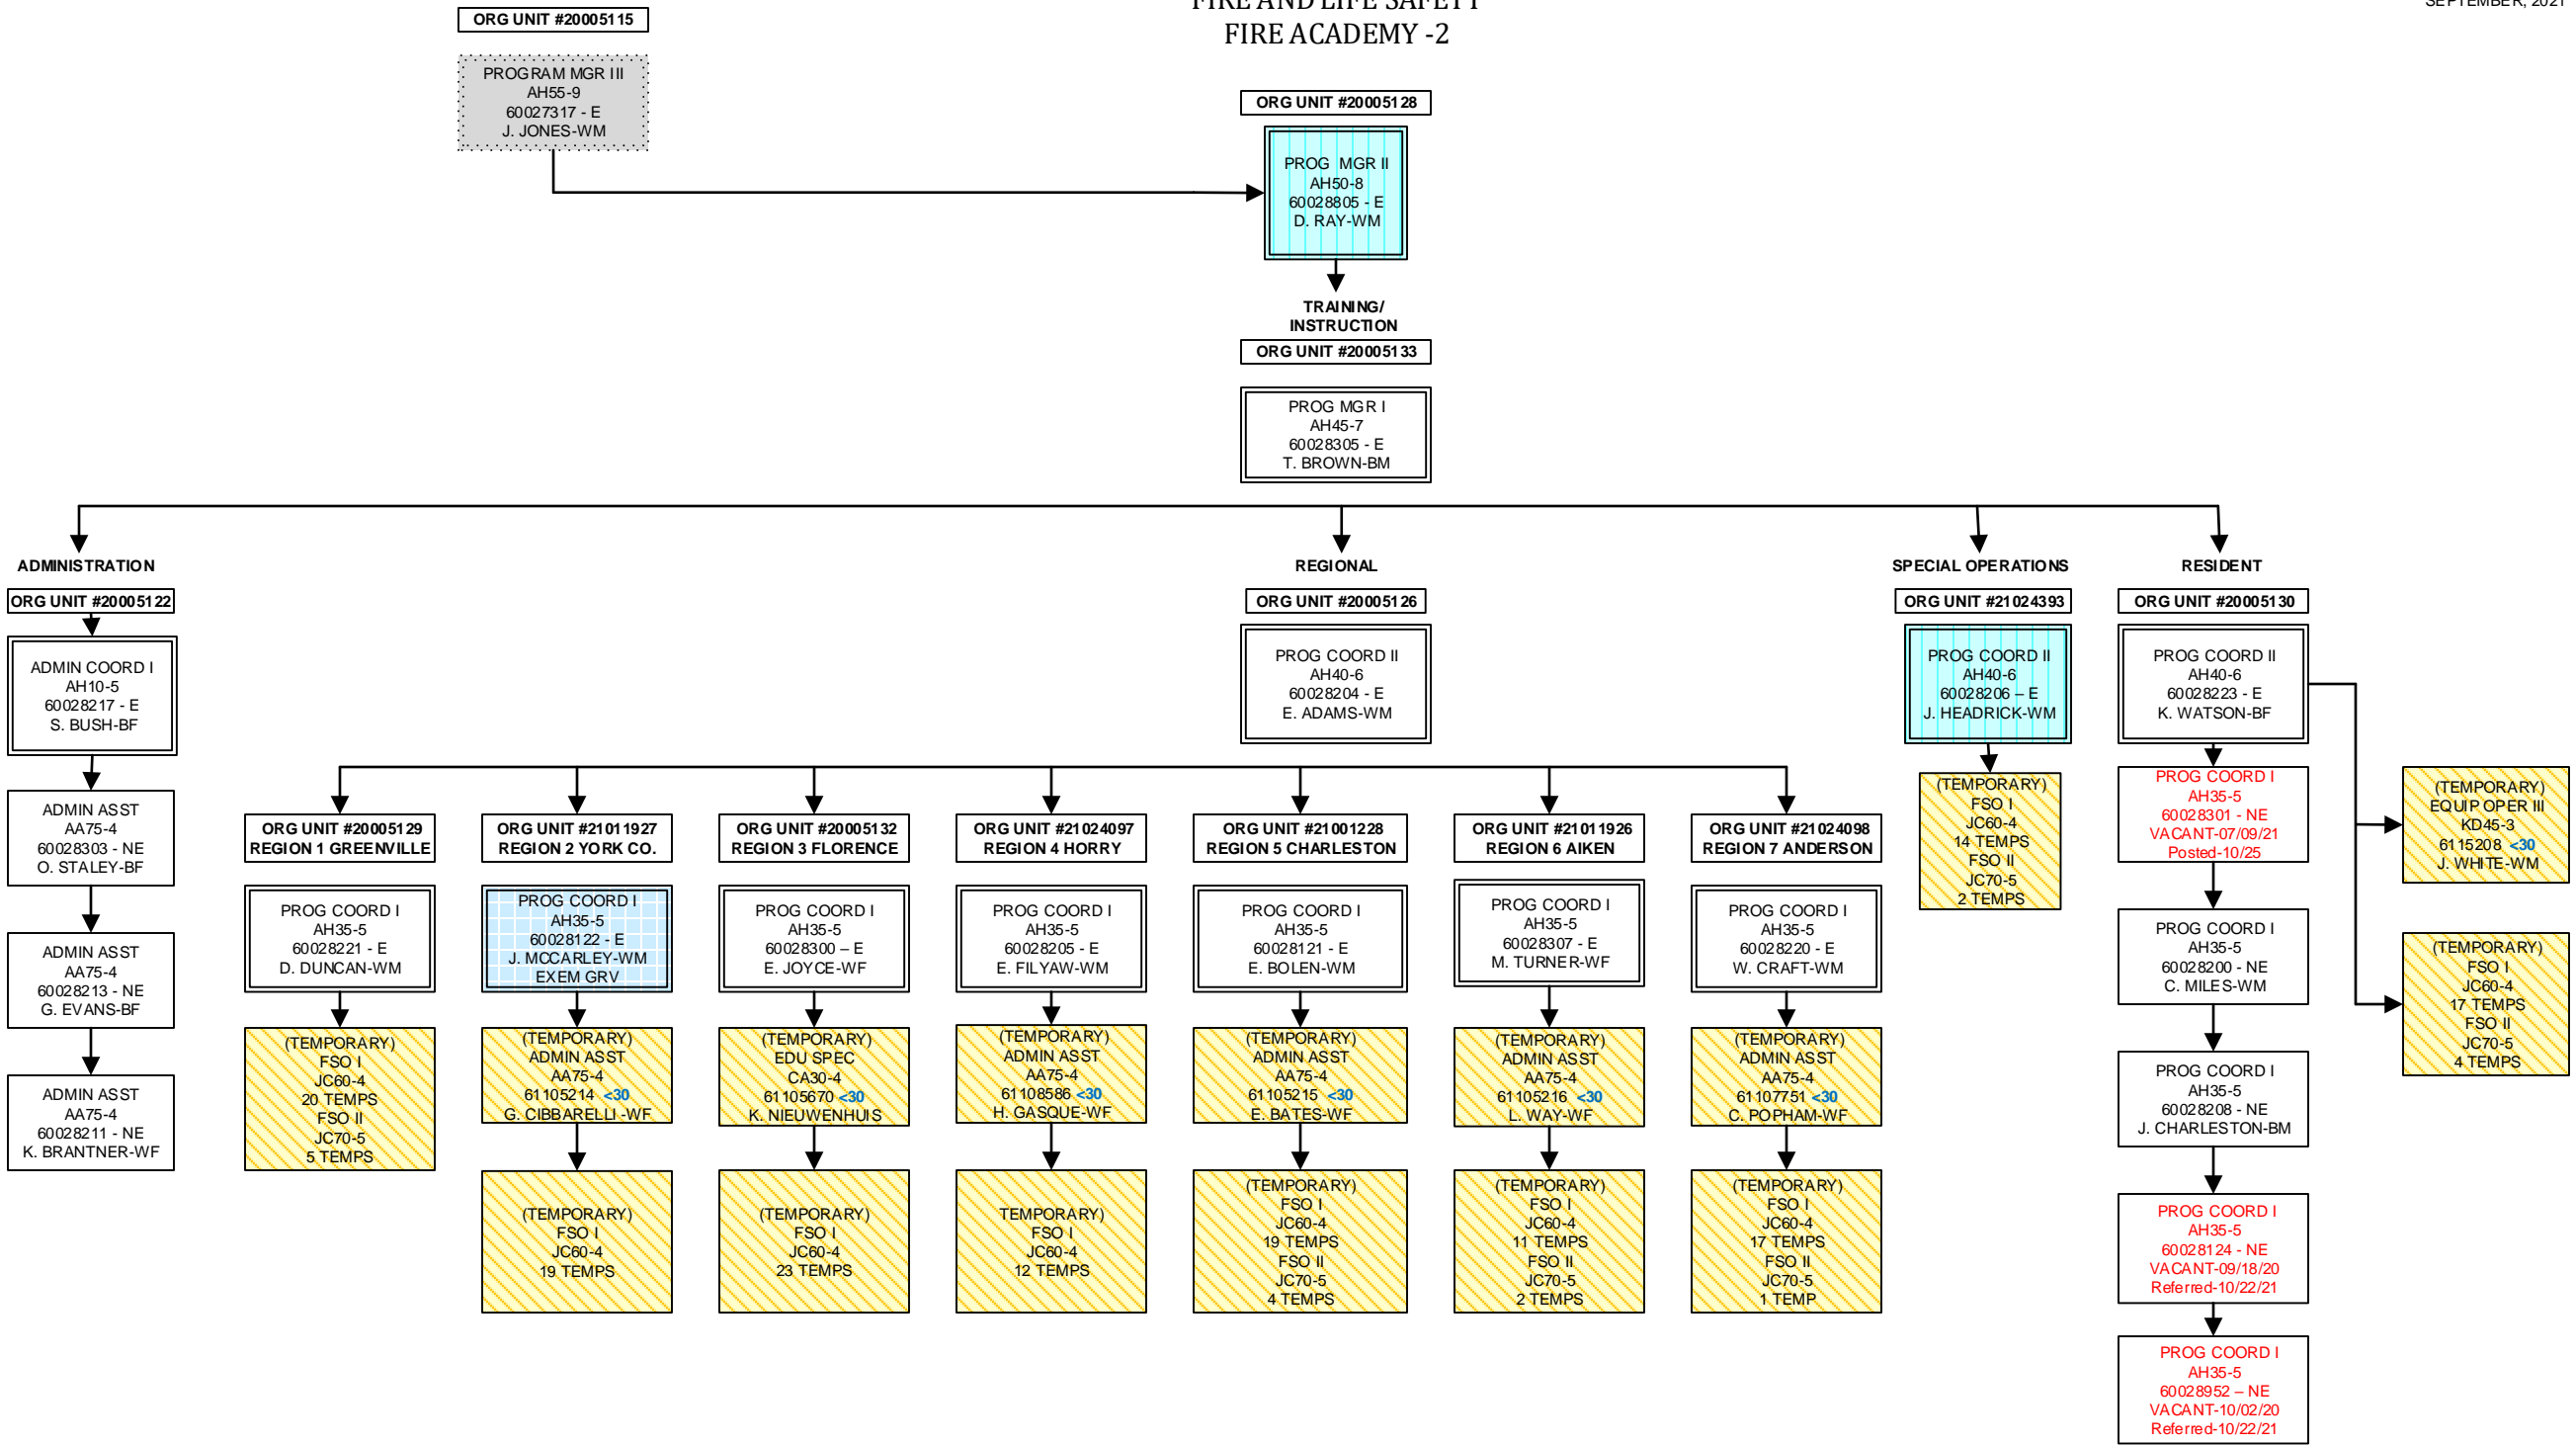 FIRE AND LIFE SAFETY
FIRE ACADEMY -2
SEPTEMBER, 2021
ORG UNIT #20005115
PROGRAM MGR III
AH55-9
60027317 - E
J. JONES-WM
ORG UNIT #20005128
PROG MGR II
AH50-8
60028805 - E
D. RAY-WM
TRAINING/
INSTRUCTION
ORG UNIT #20005133
PROG MGR I
AH45-7
60028305 - E
T. BROWN-BM
ADMINISTRATION
ORG UNIT #20005122
ADMIN COORD I
AH10-5
60028217 - E
S. BUSH-BF
ADMIN ASST
AA75-4
60028303 - NE
O. STALEY-BF
ADMIN ASST
AA75-4
60028213 - NE
G. EVANS-BF
ADMIN ASST
AA75-4
60028211 - NE
K. BRANTNER-WF
REGIONAL
ORG UNIT #20005126
PROG COORD II
AH40-6
60028204 - E
E. ADAMS-WM
ORG UNIT #20005129
REGION 1 GREENVILLE
PROG COORD I
AH35-5
60028221 - E
D. DUNCAN-WM
(TEMPORARY)
FSO I
JC60-4
20 TEMPS
FSO II
JC70-5
5 TEMPS
ORG UNIT #21011927
REGION 2 YORK CO.
PROG COORD I
AH35-5
60028122 - E
J. MCCARLEY-WM
EXEM GRV
(TEMPORARY)
ADMIN ASST
AA75-4
61105214 <30
G. CIBBARELLI -WF
(TEMPORARY)
FSO I
JC60-4
19 TEMPS
ORG UNIT #20005132
REGION 3 FLORENCE
PROG COORD I
AH35-5
60028300 – E
E. JOYCE-WF
(TEMPORARY)
EDU SPEC
CA30-4
61105670 <30
K. NIEUWENHUIS
(TEMPORARY)
FSO I
JC60-4
23 TEMPS
ORG UNIT #21024097
REGION 4 HORRY
PROG COORD I
AH35-5
60028205 - E
E. FILYAW-WM
(TEMPORARY)
ADMIN ASST
AA75-4
61108586 <30
H. GASQUE-WF
TEMPORARY)
FSO I
JC60-4
12 TEMPS
ORG UNIT #21001228
REGION 5 CHARLESTON
PROG COORD I
AH35-5
60028121 - E
E. BOLEN-WM
(TEMPORARY)
ADMIN ASST
AA75-4
61105215 <30
E. BATES-WF
(TEMPORARY)
FSO I
JC60-4
19 TEMPS
FSO II
JC70-5
4 TEMPS
ORG UNIT #21011926
REGION 6 AIKEN
PROG COORD I
AH35-5
60028307 - E
M. TURNER-WF
(TEMPORARY)
ADMIN ASST
AA75-4
61105216 <30
L. WAY-WF
(TEMPORARY)
FSO I
JC60-4
11 TEMPS
FSO II
JC70-5
2 TEMPS
ORG UNIT #21024098
REGION 7 ANDERSON
PROG COORD I
AH35-5
60028220 - E
W. CRAFT-WM
(TEMPORARY)
ADMIN ASST
AA75-4
61107751 <30
C. POPHAM-WF
(TEMPORARY)
FSO I
JC60-4
17 TEMPS
FSO II
JC70-5
1 TEMP
SPECIAL OPERATIONS
ORG UNIT #21024393
PROG COORD II
AH40-6
60028206 – E
J. HEADRICK-WM
(TEMPORARY)
FSO I
JC60-4
14 TEMPS
FSO II
JC70-5
2 TEMPS
RESIDENT
ORG UNIT #20005130
PROG COORD II
AH40-6
60028223 - E
K. WATSON-BF
PROG COORD I
AH35-5
60028301 - NE
VACANT-07/09/21
Posted-10/25
PROG COORD I
AH35-5
60028200 - NE
C. MILES-WM
PROG COORD I
AH35-5
60028208 - NE
J. CHARLESTON-BM
PROG COORD I
AH35-5
60028124 - NE
VACANT-09/18/20
Referred-10/22/21
PROG COORD I
AH35-5
60028952 – NE
VACANT-10/02/20
Referred-10/22/21
(TEMPORARY)
EQUIP OPER III
KD45-3
6115208 <30
J. WHITE-WM
(TEMPORARY)
FSO I
JC60-4
17 TEMPS
FSO II
JC70-5
4 TEMPS